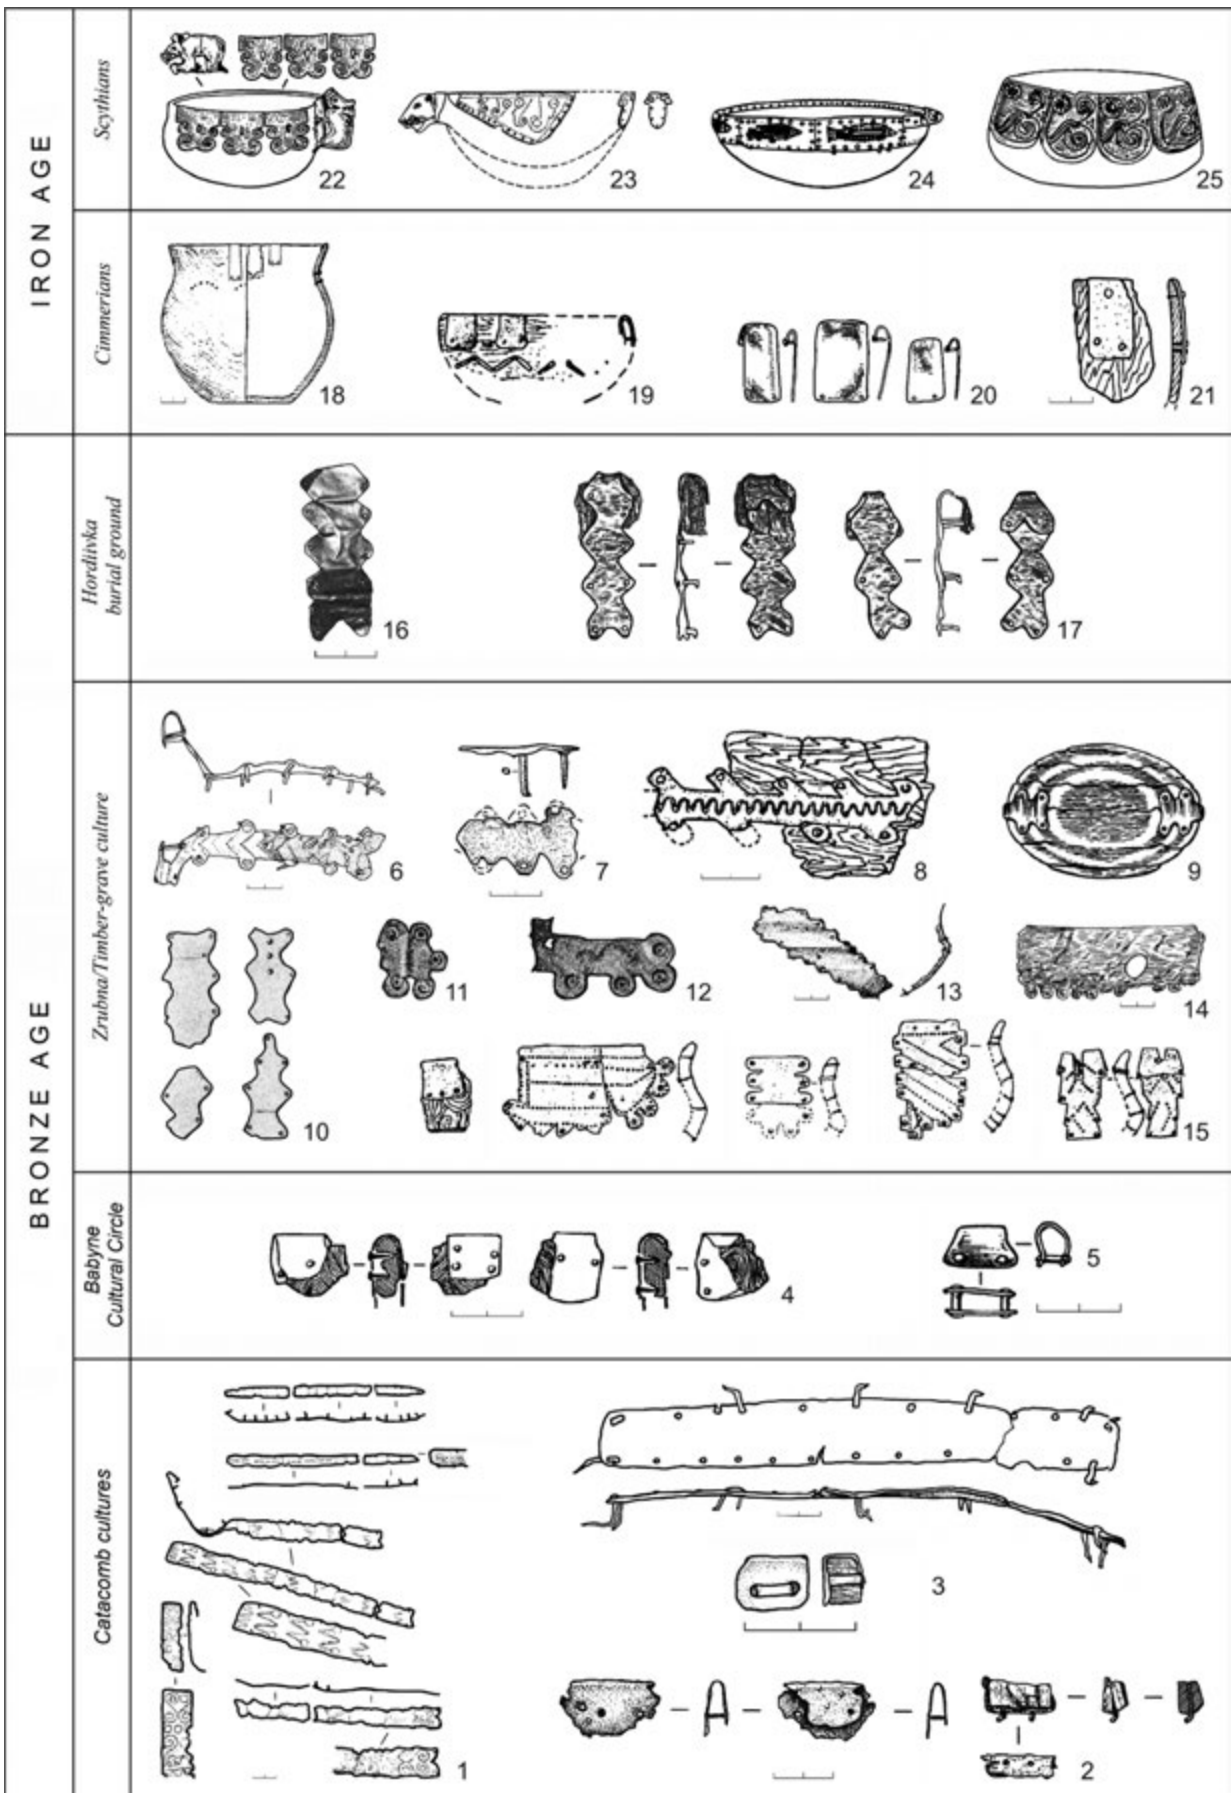 IRON AGE
Scythians
22
23
24
25
Cimmerians
18
19
20
21
BRONZE AGE
Hordiivka
burial ground
16
17
Zrubna/Timber-grave culture
6
7
8
9
10
11
12
13
14
15
Babyne
Cultural Circle
4
5
Catacomb cultures
3
1
2